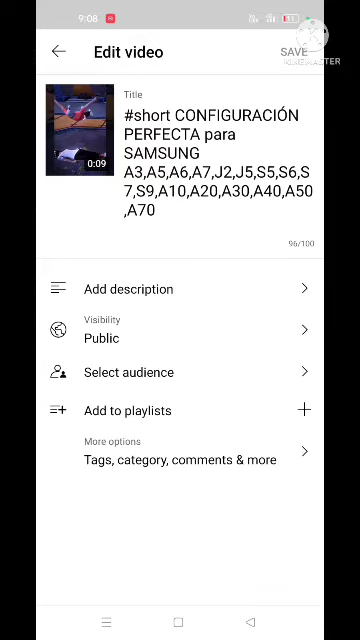 9:08
Edit video
SAVE
KINEMASTER
Title
#short CONFIGURACIÓN
PERFECTA para
SAMSUNG
A3,A5,A6,A7,J2,J5,S5,S6,S
7,S9,A10,A20,A30,A40,A50
,A70
0:09
96/100
Add description
Visibility
Public
Select audience
Add to playlists
More options
Tags, category, comments & more